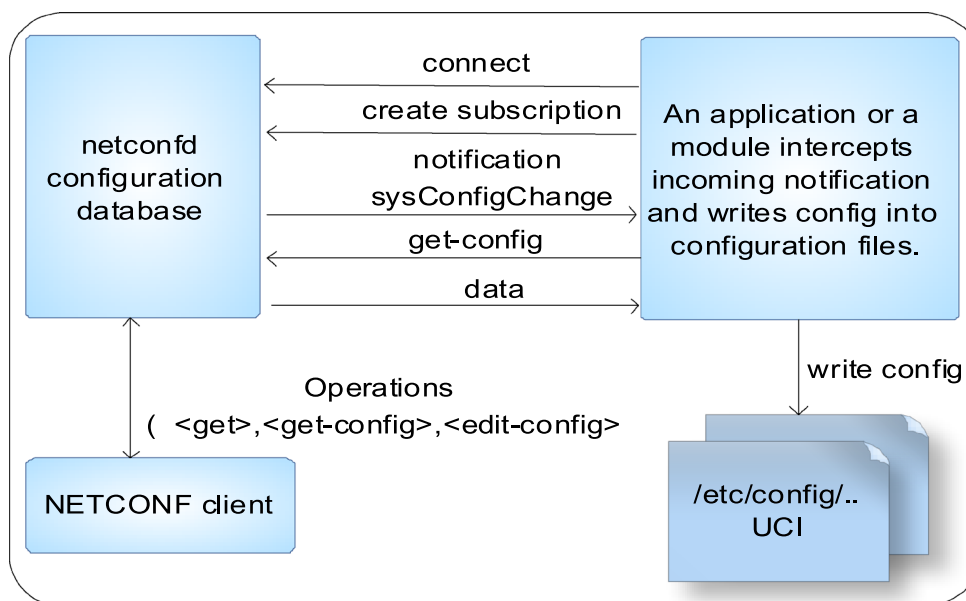 netconfd
configuration
database
connect
create subscription
notification
sysConfigChange
get-config
data
An application or a
module intercepts
incoming notification
and writes config into
configuration files.
Operations
( <get>,<get-config>,<edit-config>
write config
NETCONF client
/etc/config/..
UCI